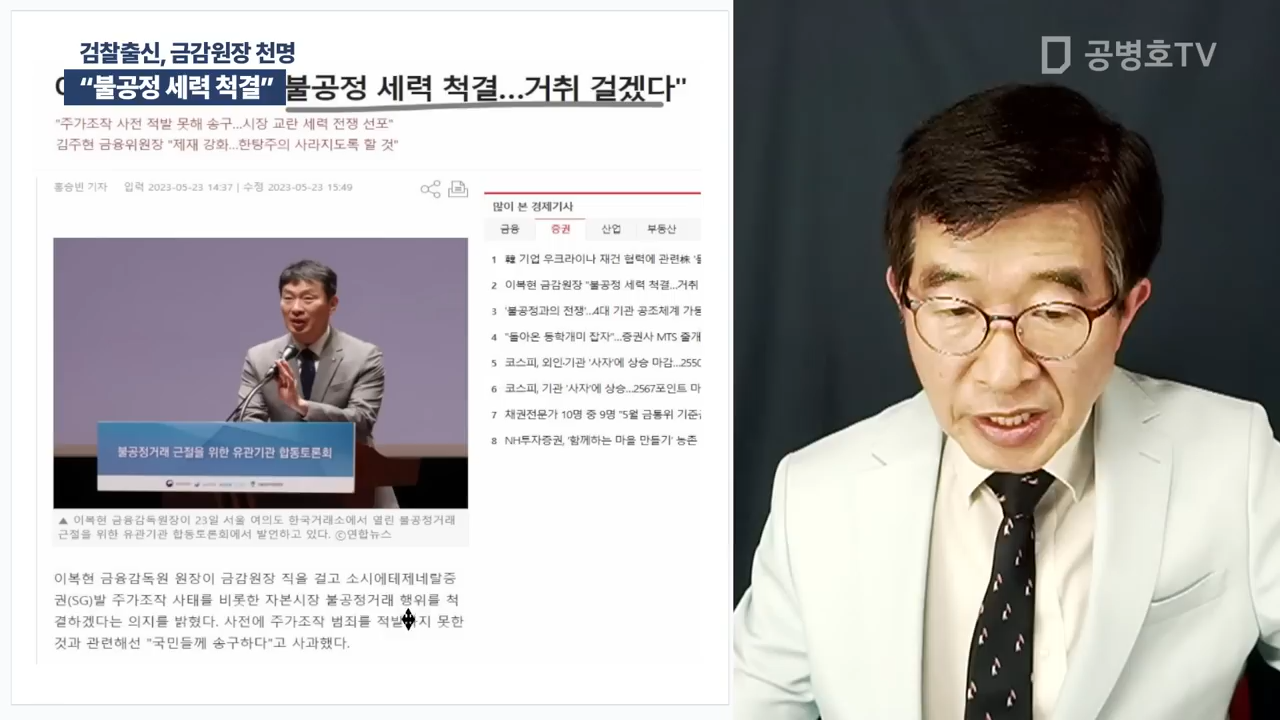 검찰출신, 금감원장 천명
"불공정 세력 척결"
불공정 세력 척결...거취 걸겠다"
"주가조작 사전 적발 못해 송구...시장 교란 세력 전쟁 선포"
김주현 금융위원장 "제재 강화...한탕주의 사라지도록 할 것"
홍승빈 기자 입력 2023-05-23 14:37 | 수정 2023-05-23 15:49
많이 본 경제기사
금융 증권 산업 부동산
1 韓 기업 우크라이나 재건 협력에 관련株
2 이복현 금감원장 "불공정 세력 척결...거취
3 '불공정과의 전쟁'...4대 기관 공조체계 가동
4 "돌아온 동학개미 잡자"...증권사 MTS 줄개
5 코스피, 외인·기관 '사자'에 상승 마감...2550
6 코스피, 기관 '사자'에 상승...2567포인트 마
7 채권전문가 10명 중 9명 "5월 금통위 기준
8 NH투자증권, '함께하는 마을 만들기' 농촌
불공정거래 근절을 위한 유관기관 합동토론회
▲ 이복현 금융감독원장이 23일 서울 여의도 한국거래소에서 열린 불공정거래
근절을 위한 유관기관 합동토론회에서 발언하고 있다. ⓒ연합뉴스
이복현 금융감독원 원장이 금감원장 직을 걸고 소시에테제네랄증
권(SG)발 주가조작 사태를 비롯한 자본시장 불공정거래 행위를 척
결하겠다는 의지를 밝혔다. 사전에 주가조작 범죄를 적발하지 못한
것과 관련해선 "국민들께 송구하다"고 사과했다.
공병호TV